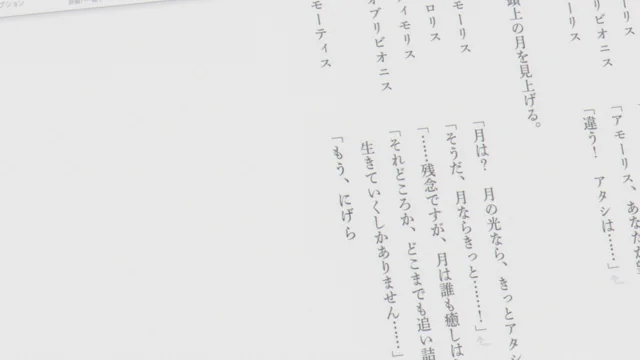 モーリス
リビオニス
「アモーリス、あなたが
ーリス
「違う! アタシは……」
上の月を見上げる。
モーリス
「月は? 月の光なら、きっとアタ
ロリス
「そうだ、月ならきっと……!」
ィモリス
「……残念ですが、月は誰も癒しは
オブリビオニス
「それどころか、どこまでも追い詰
生きていくしかありません……」
モーティス
「もう、にげら
プション